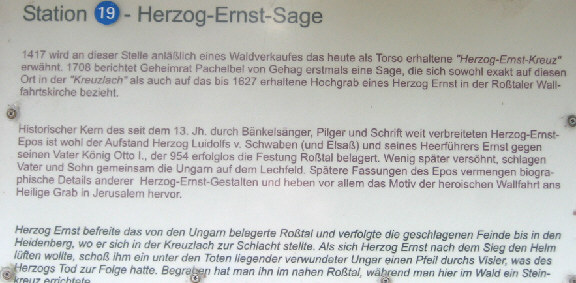 Station 19 - Herzog-Ernst-Sage
1417 wird an dieser Stelle anläßlich eines Waldverkaufes das heute als Torso erhaltene "Herzog-Ernst-Kreuz"
erwähnt. 1708 berichtet Geheimrat Pachelbel von Gehag erstmals eine Sage, die sich sowohl exakt auf diesen
Ort in der "Kreuzlach" als auch auf das bis 1627 erhaltene Hochgrab eines Herzog Ernst in der Roßtaler Wall-
fahrtskirche bezieht.
Historischer Kern des seit dem 13. Jh. durch Bänkelsänger, Pilger und Schrift weit verbreiteten Herzog-Ernst-
Epos ist wohl der Aufstand Herzog Luidolfs v. Schwaben (und Elsaß) und seines Heerführers Ernst gegen
seinen Vater König Otto I., der 954 erfolglos die Festung Roßtal belagert. Wenig später versöhnt, schlagen
Vater und Sohn gemeinsam die Ungarn auf dem Lechfeld. Spätere Fassungen des Epos vermengen biogra-
phische Details anderer Herzog-Ernst-Gestalten und heben vor allem das Motiv der heroischen Wallfahrt ans
Heilige Grab in Jerusalem hervor.
Herzog Ernst befreite das von den Ungarn belagerte Roßtal und verfolgte die geschlagenen Feinde bis in den
Heidenberg, wo er sich in der Kreuzlach zur Schlacht stellte. Als sich Herzog Ernst nach dem Sieg den Helm
lüften wollte, schoß ihm ein unter den Toten liegender verwundeter Ungar einen Pfeil durchs Visier, was des
Herzogs Tod zur Folge hatte. Begraben hat man ihn im nahen Roßtal, während man hier im Wald ein Stein-
kreuz errichtete.